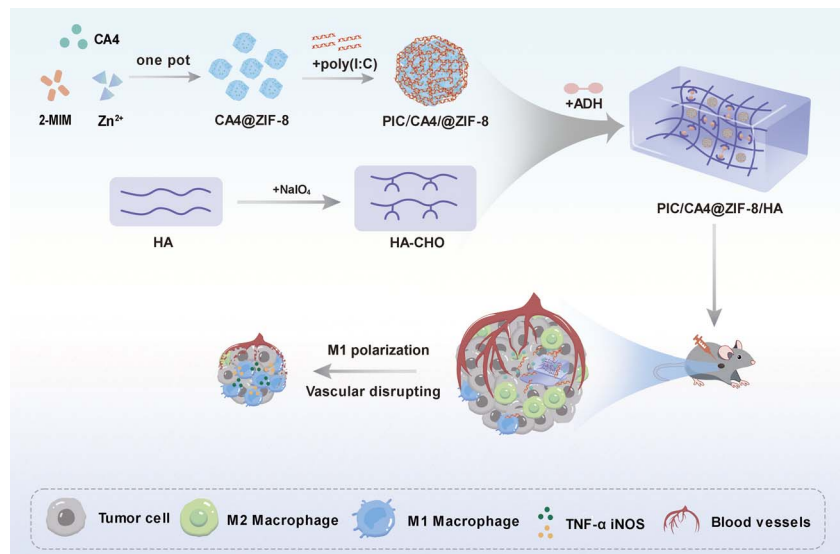 CA4
2-MIM
Zn²⁺
one pot
CA4@ZIF-8
+poly(I:C)
PIC/CA4/@ZIF-8
+ADH
PIC/CA4@ZIF-8/HA
HA
+NaIO₄
HA-CHO
M1 polarization
Vascular disrupting
Tumor cell
M2 Macrophage
M1 Macrophage
TNF-α iNOS
Blood vessels